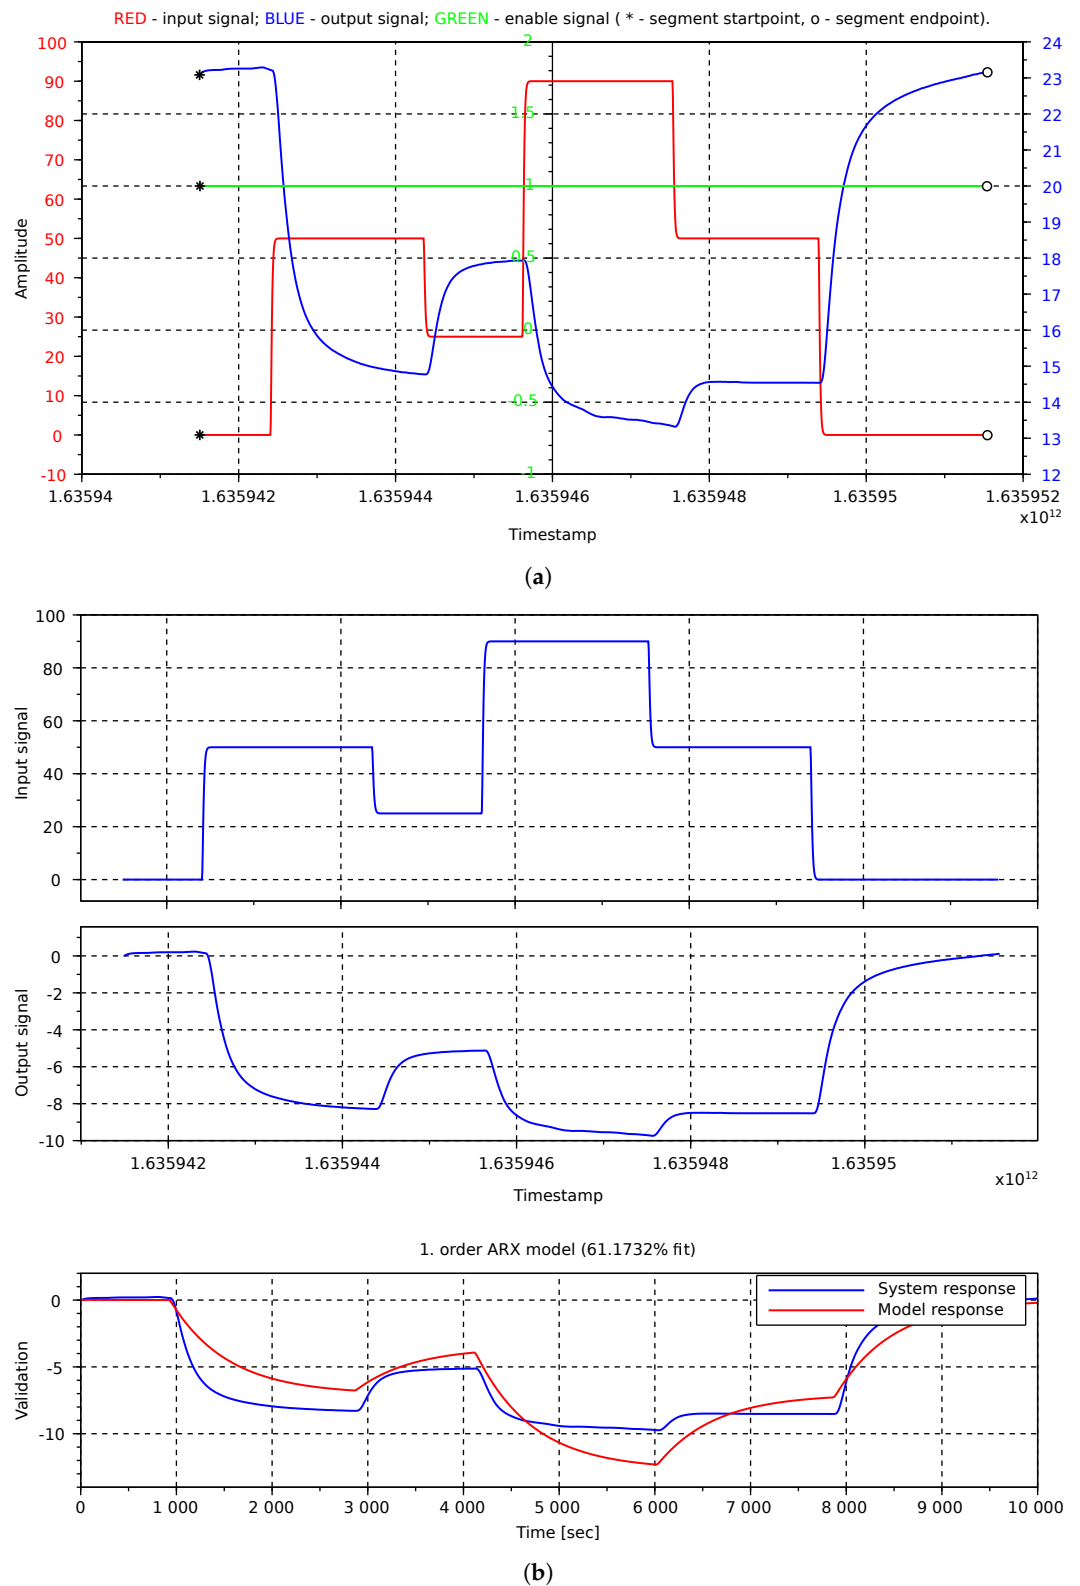 RED - input signal; BLUE - output signal; GREEN - enable signal ( * - segment startpoint, o - segment endpoint).
100 2 24
90 23
80 1.5 22
70 21
60 1 20
50 19
40 0.5 18
30 17
20 0 16
10 15
0 -0.5 14
-10 13
-1 12
Amplitude
1.63594 1.635942 1.635944 1.635946 1.635948 1.63595 1.635952
x10¹²
Timestamp
(a)
100
80
60
40
20
0
Input signal
0
-2
-4
-6
-8
-10
Output signal
1.635942 1.635944 1.635946 1.635948 1.63595
x10¹²
Timestamp
1. order ARX model (61.1732% fit)
System response
Model response
0
-5
-10
Validation
0 1 000 2 000 3 000 4 000 5 000 6 000 7 000 8 000 9 000 10 000
Time [sec]
(b)